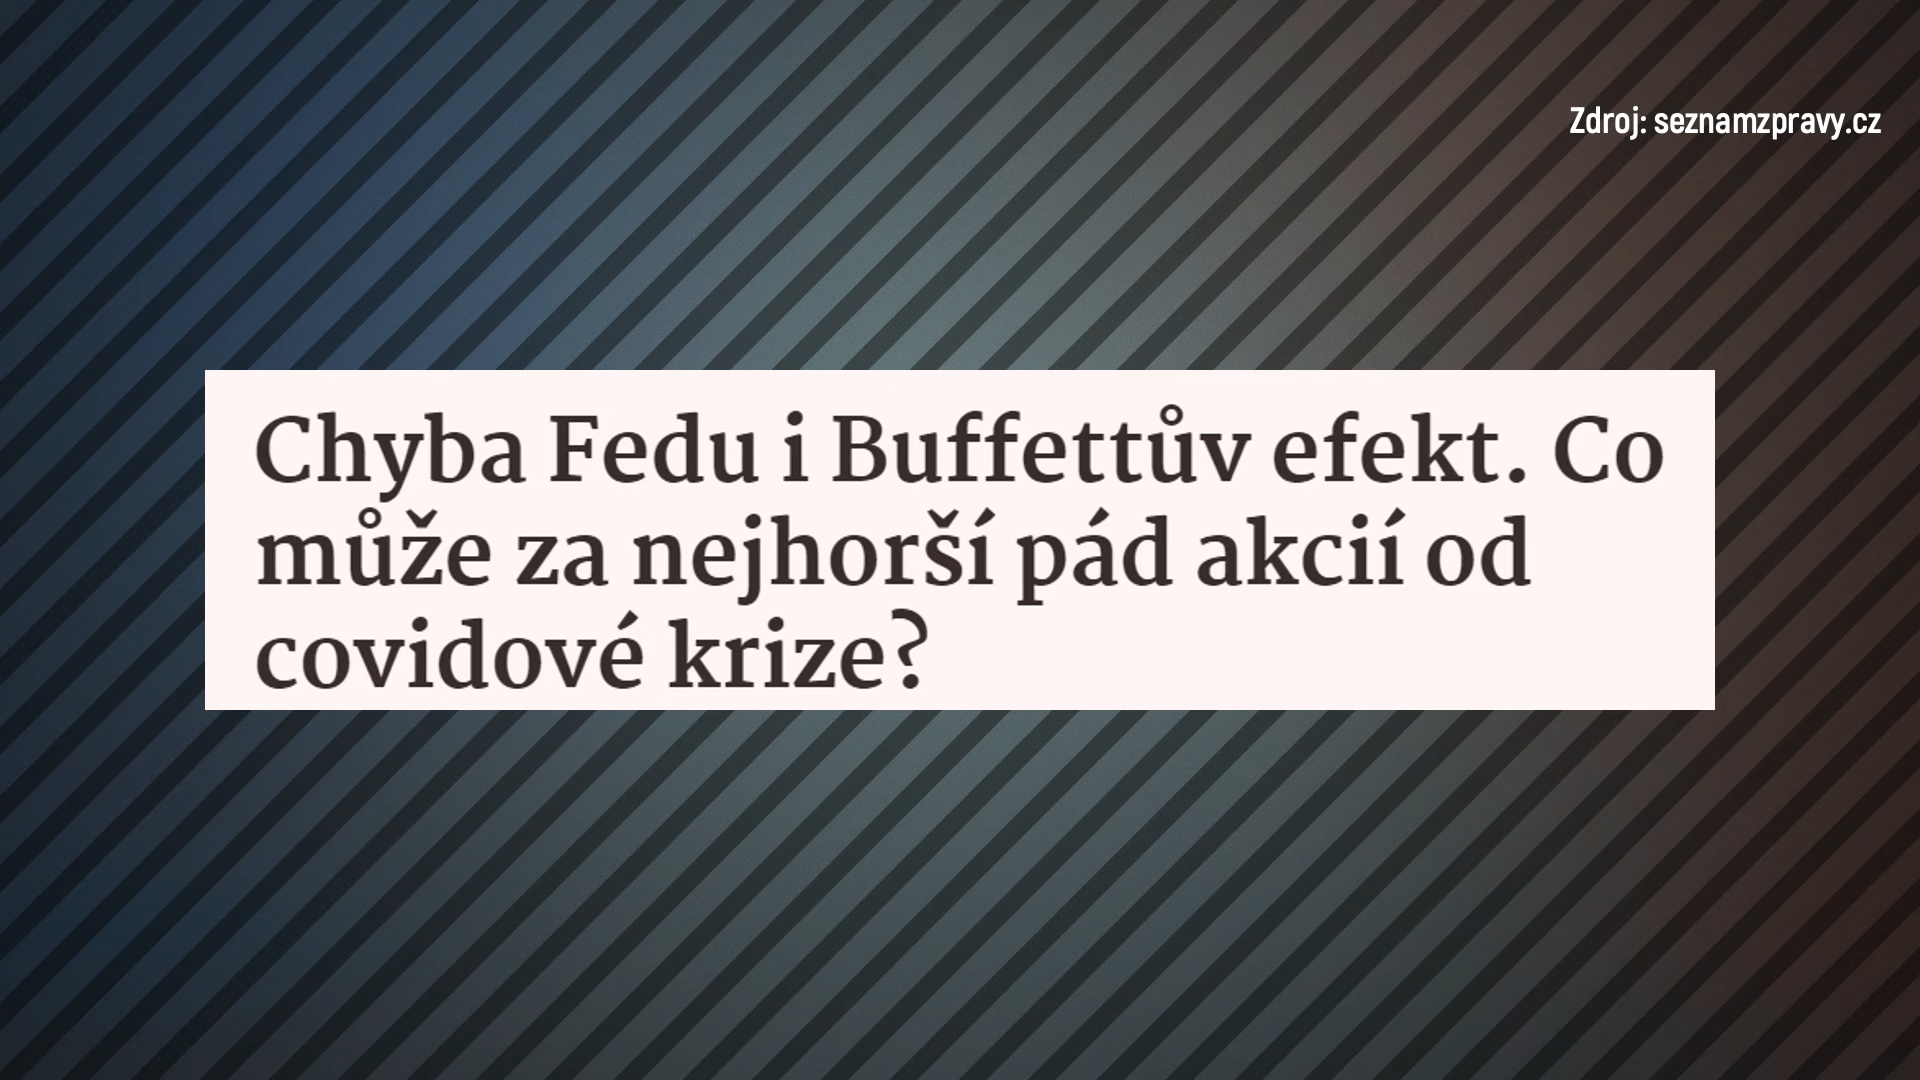 Zdroj: seznamzpravy.cz
Chyba Fedu i Buffettův efekt. Co
může za nejhorší pád akcií od
covidové krize?